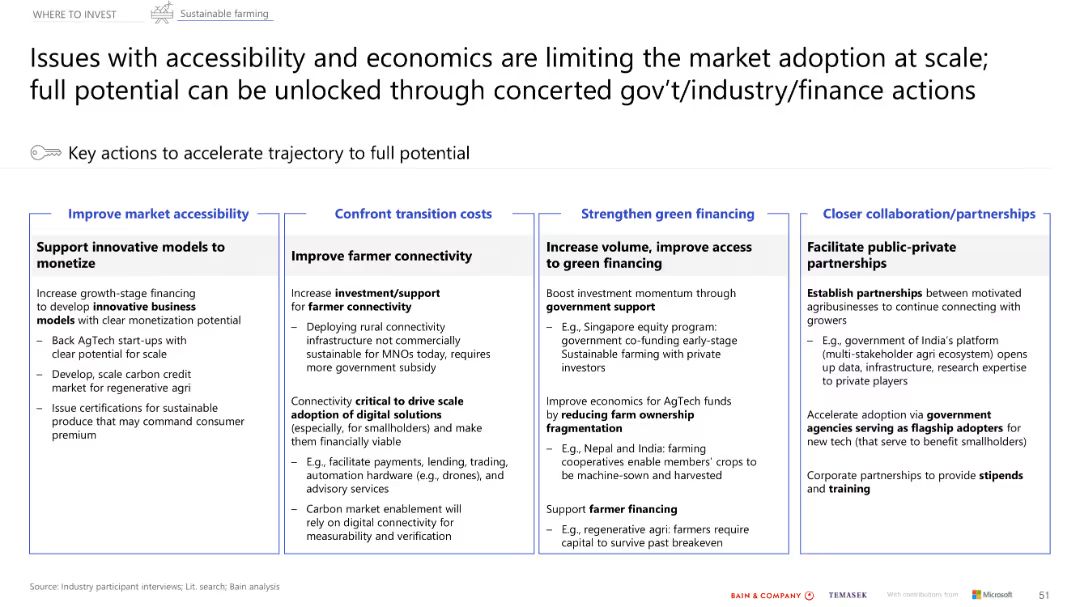 WHERE TO INVEST
Sustainable farming
Issues with accessibility and economics are limiting the market adoption at scale;
full potential can be unlocked through concerted gov't/industry/finance actions
Key actions to accelerate trajectory to full potential
Improve market accessibility
Support innovative models to
monetize
Increase growth-stage financing
to develop innovative business
models with clear monetization potential
– Back AgTech start-ups with
clear potential for scale
– Develop, scale carbon credit
market for regenerative agri
– Issue certifications for sustainable
produce that may command consumer
premium
Confront transition costs
Improve farmer connectivity
Increase investment/support
for farmer connectivity
– Deploying rural connectivity
infrastructure not commercially
sustainable for MNOs today, requires
more government subsidy
Connectivity critical to drive scale
adoption of digital solutions
(especially, for smallholders) and make
them financially viable
– E.g., facilitate payments, lending, trading,
automation hardware (e.g., drones), and
advisory services
– Carbon market enablement will
rely on digital connectivity for
measurability and verification
Strengthen green financing
Increase volume, improve access
to green financing
Boost investment momentum through
government support
– E.g., Singapore equity program:
government co-funding early-stage
Sustainable farming with private
investors
Improve economics for AgTech funds
by reducing farm ownership
fragmentation
– E.g., Nepal and India: farming
cooperatives enable members' crops to
be machine-sown and harvested
Support farmer financing
– E.g., regenerative agri: farmers require
capital to survive past breakeven
Closer collaboration/partnerships
Facilitate public-private
partnerships
Establish partnerships between motivated
agribusinesses to continue connecting with
growers
– E.g., government of India's platform
(multi-stakeholder agri ecosystem) opens
up data, infrastructure, research expertise
to private players
Accelerate adoption via government
agencies serving as flagship adopters for
new tech (that serve to benefit smallholders)
Corporate partnerships to provide stipends
and training
Source: Industry participant interviews; Lit. search; Bain analysis
BAIN & COMPANY
TEMASEK
With contributions from
Microsoft
51